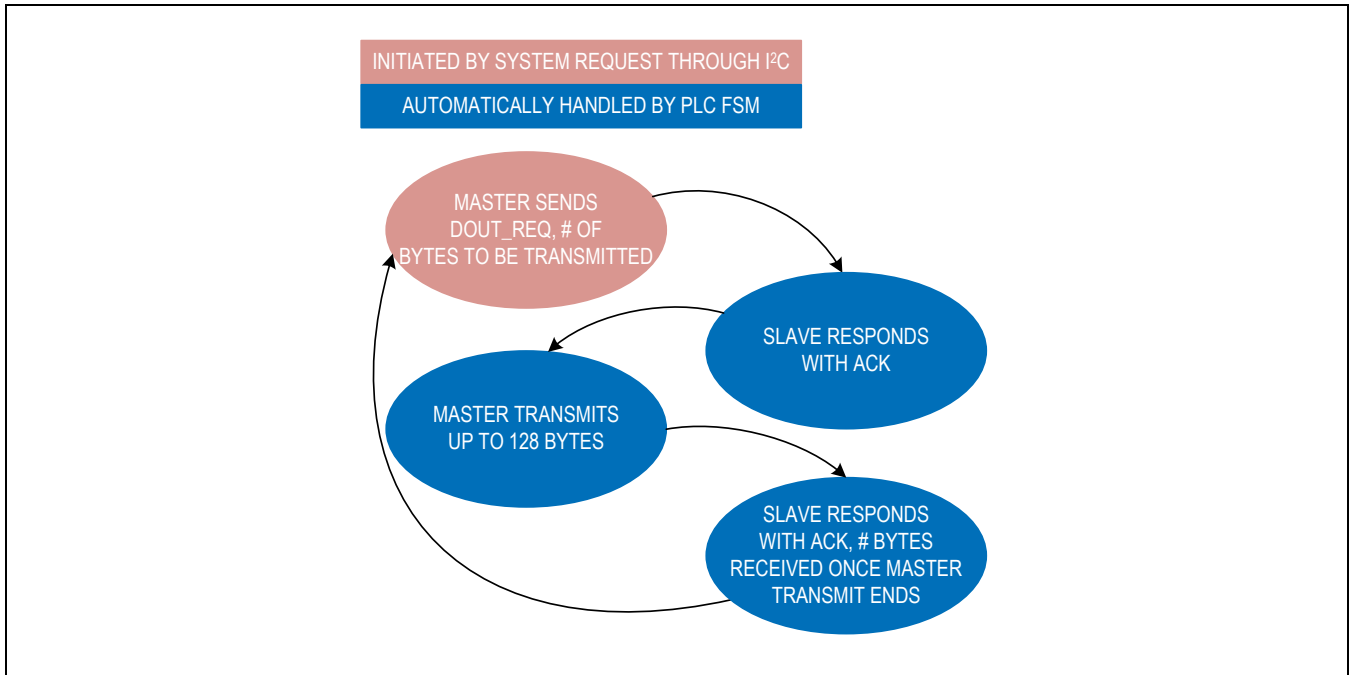 INITIATED BY SYSTEM REQUEST THROUGH I²C
AUTOMATICALLY HANDLED BY PLC FSM
MASTER SENDS
DOUT_REQ, # OF
BYTES TO BE TRANSMITTED
SLAVE RESPONDS
WITH ACK
MASTER TRANSMITS
UP TO 128 BYTES
SLAVE RESPONDS
WITH ACK, # BYTES
RECEIVED ONCE MASTER
TRANSMIT ENDS